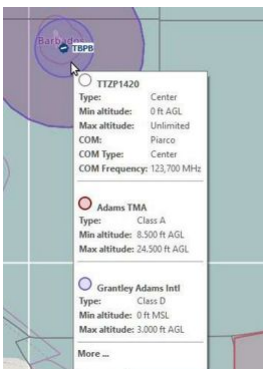 Barbados
TBPB
TTZP1420
Type: Center
Min altitude: 0 ft AGL
Max altitude: Unlimited
COM: Piarco
COM Type: Center
COM Frequency: 123,700 MHz
Adams TMA
Type: Class A
Min altitude: 8.500 ft AGL
Max altitude: 24.500 ft AGL
Grantley Adams Intl
Type: Class D
Min altitude: 0 ft MSL
Max altitude: 3.000 ft AGL
More ...